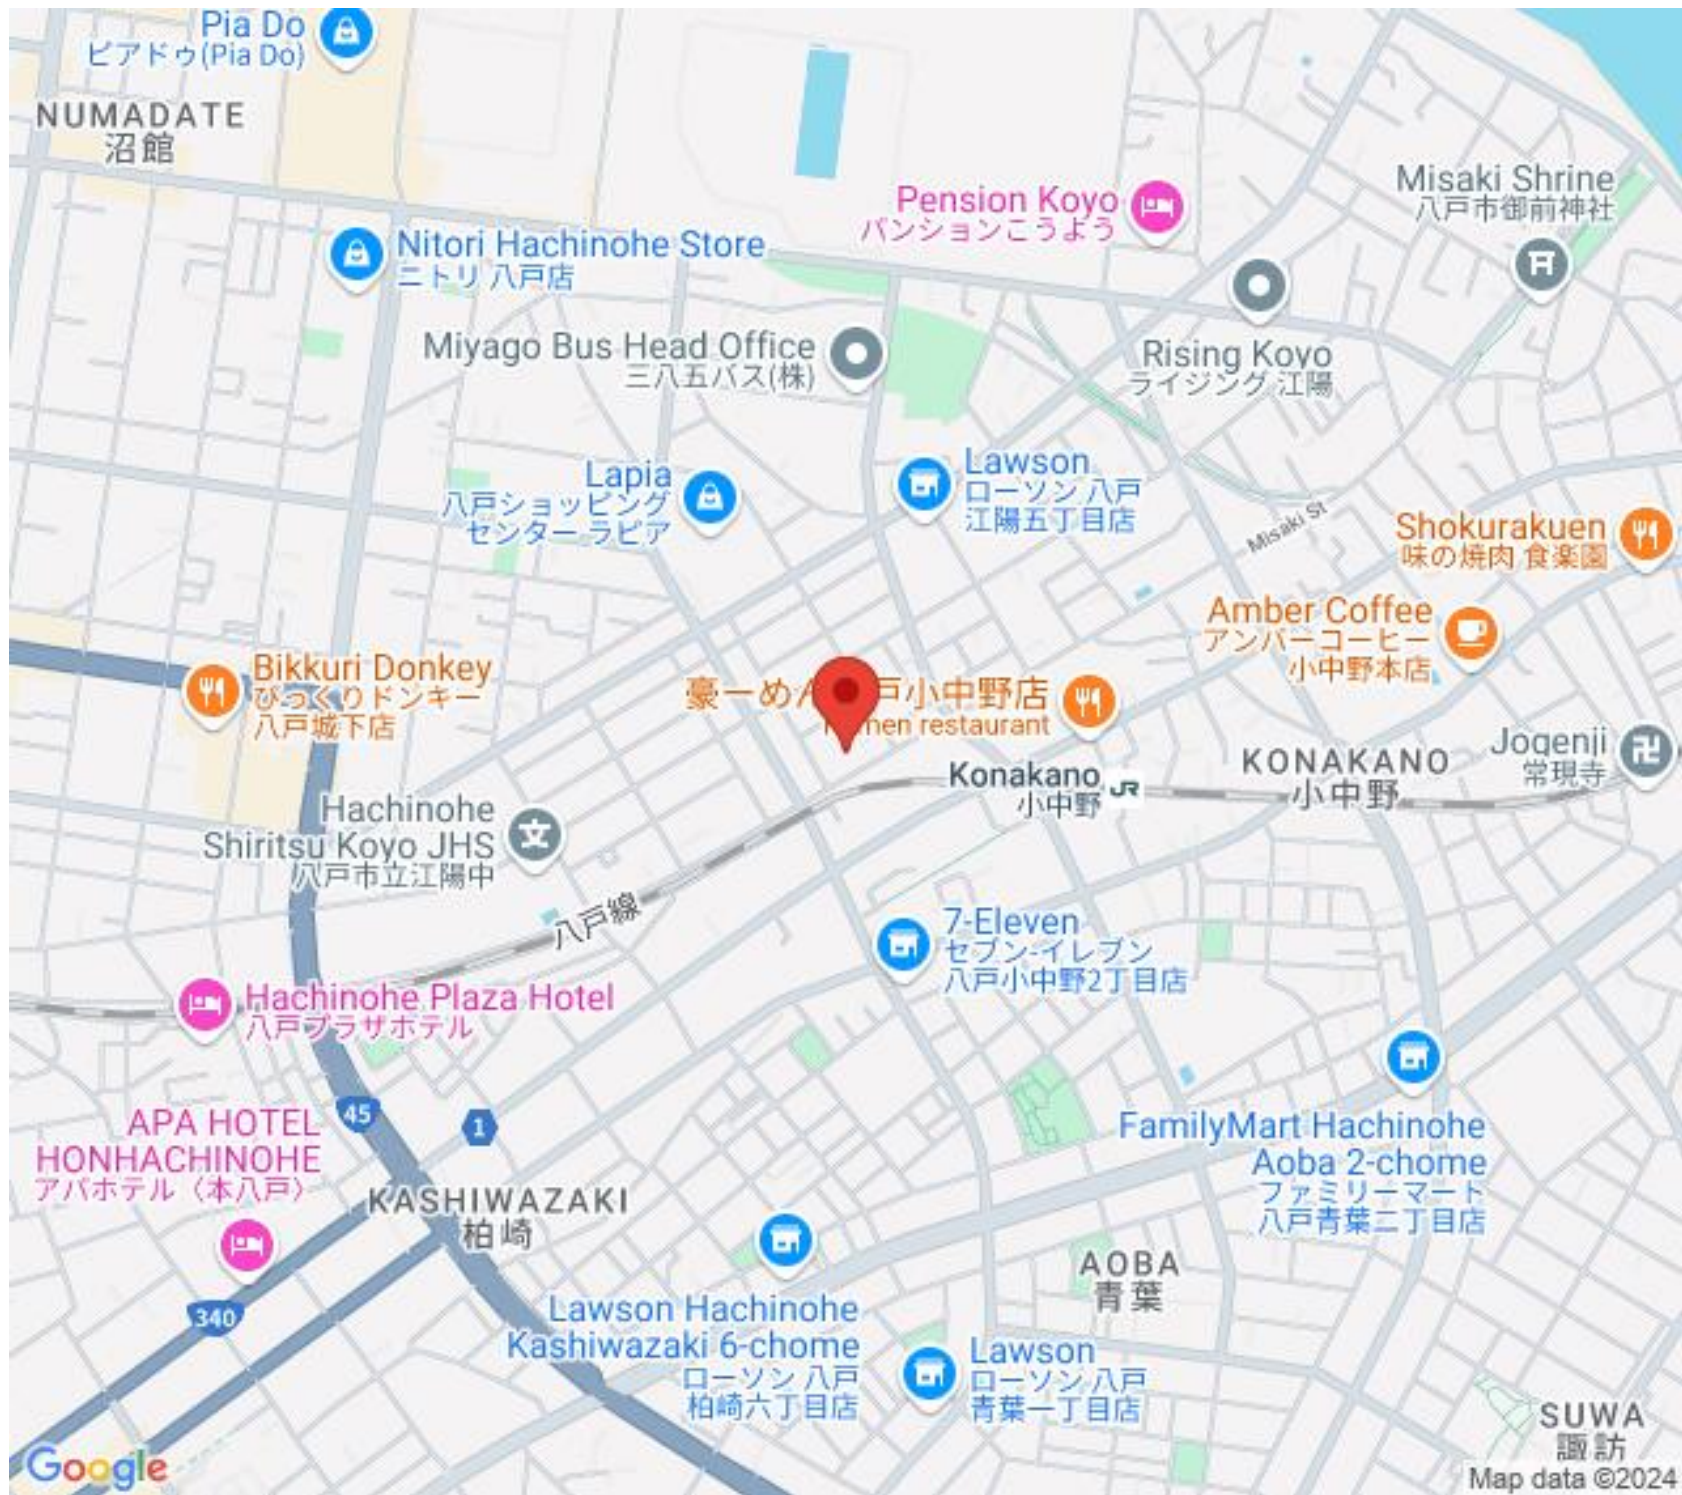 Pia Do
ピアドゥ(Pia Do)
NUMADATE
沼館
Misaki Shrine
八戸市御前神社
Pension Koyo
パンションこうよう
Nitori Hachinohe Store
ニトリ 八戸店
Miyago Bus Head Office
三八五バス(株)
Rising Koyo
ライジング 江陽
Lapia
八戸ショッピング
センター ラピア
Lawson
ローソン 八戸
江陽五丁目店
Misaki St
Shokurakuen
味の焼肉 食楽園
Amber Coffee
アンバーコーヒー
小中野本店
Bikkuri Donkey
びっくりドンキー
八戸城下店
豪ーめ 戸小中野店
restaurant
Konakano
小中野
JR
KONAKANO
小中野
Jogenji
常現寺
Hachinohe
Shiritsu Koyo JHS
八戸市立江陽中
文
八戸線
7-Eleven
セブン-イレブン
八戸小中野2丁目店
Hachinohe Plaza Hotel
八戸プラザホテル
45
1
APA HOTEL
HONHACHINOHE
アパホテル〈本八戸〉
KASHIWAZAKI
柏崎
340
FamilyMart Hachinohe
Aoba 2-chome
ファミリーマート
八戸青葉二丁目店
AOBA
青葉
Lawson Hachinohe
Kashiwazaki 6-chome
ローソン 八戸
柏崎六丁目店
Lawson
ローソン 八戸
青葉一丁目店
SUWA
諏訪
Google
Map data ©2024